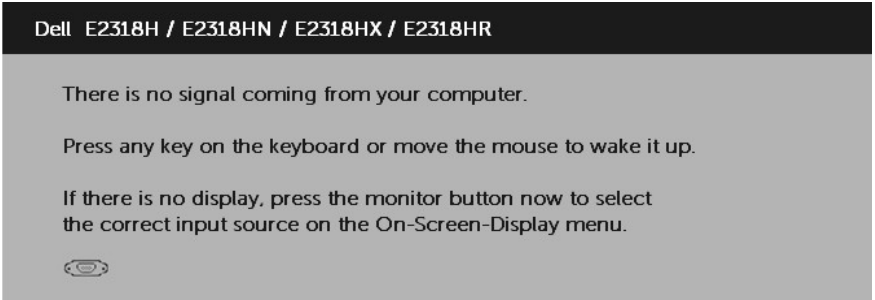 Dell E2318H / E2318HN / E2318HX / E2318HR
There is no signal coming from your computer.
Press any key on the keyboard or move the mouse to wake it up.
If there is no display, press the monitor button now to select
the correct input source on the On-Screen-Display menu.